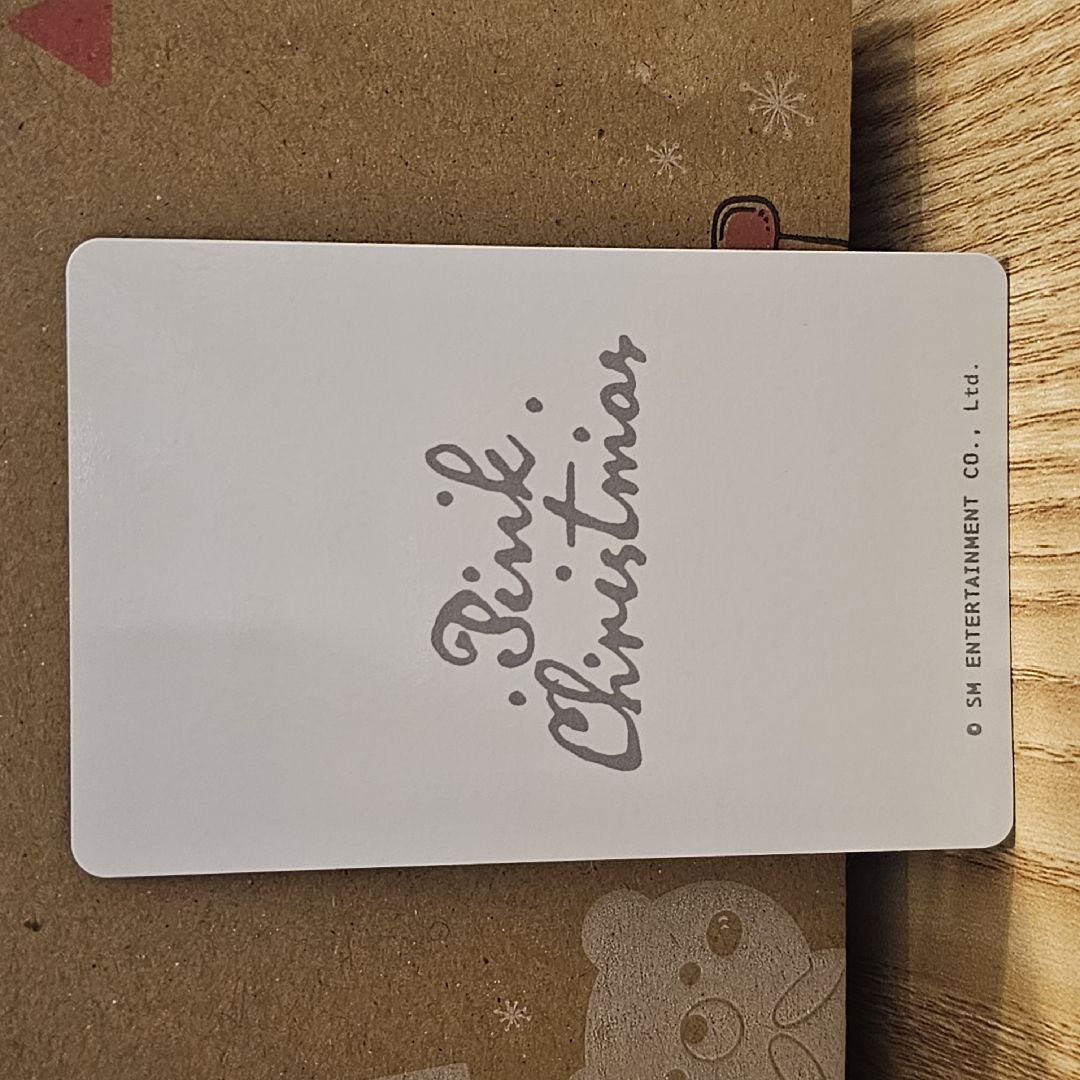 Pink
Christmas
© SM ENTERTAINMENT CO., Ltd.